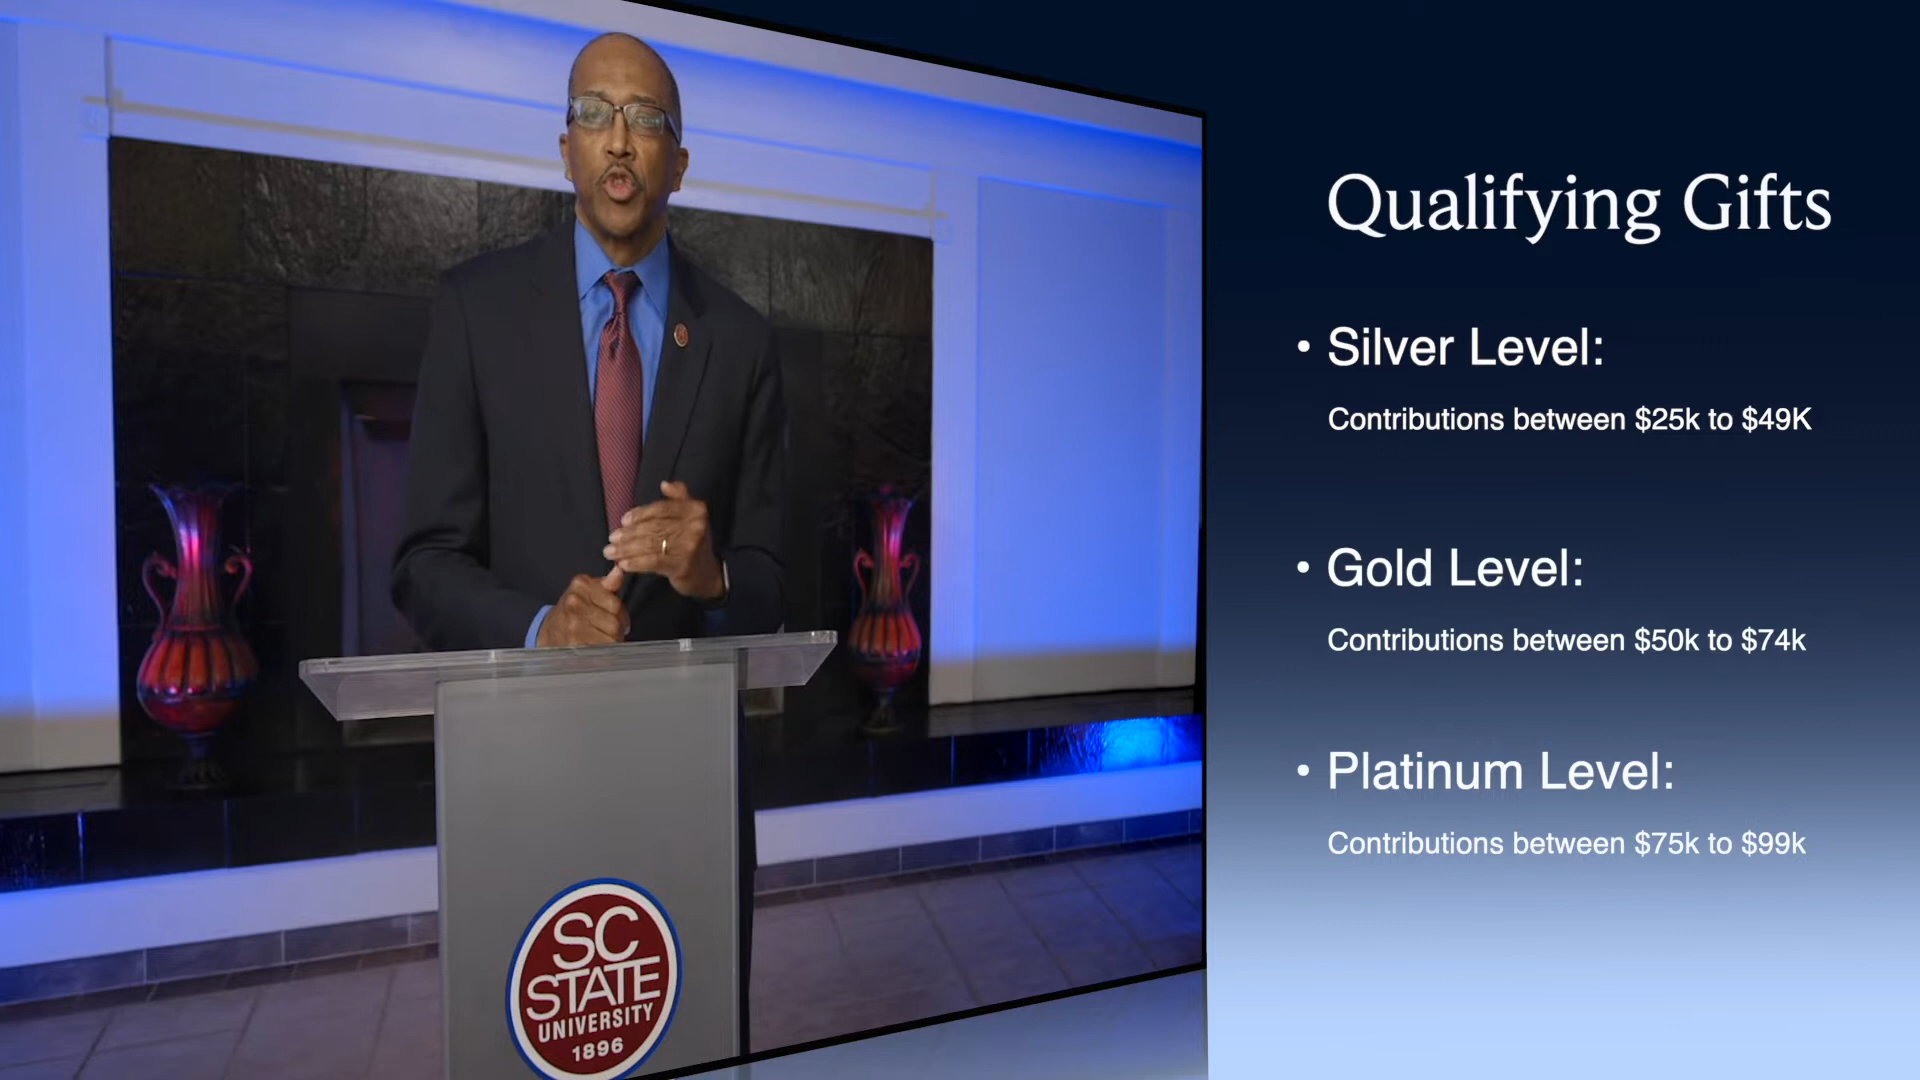 Qualifying Gifts
• Silver Level:
Contributions between $25k to $49K
• Gold Level:
Contributions between $50k to $74k
• Platinum Level:
Contributions between $75k to $99k
SC
STATE
UNIVERSITY
1896